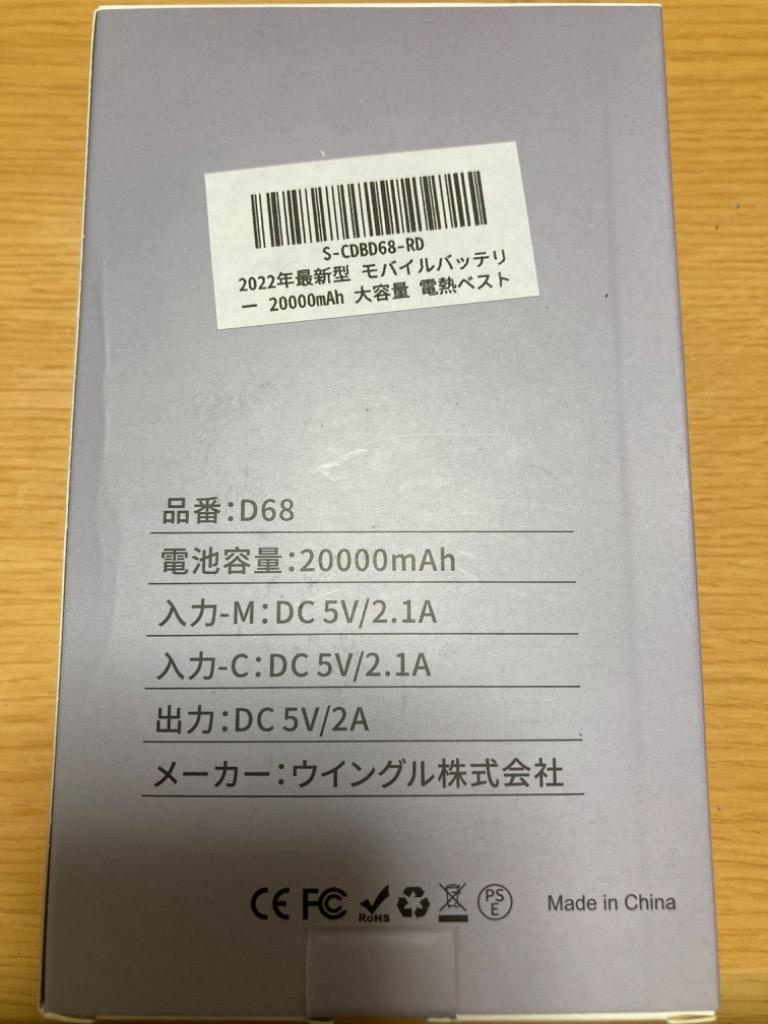 S-CDBD68-RD
2022年最新型 モバイルバッテリ
ー 20000mAh 大容量 電熱ベスト
品番:D68
電池容量:20000mAh
入力-M:DC 5V/2.1A
入力-C:DC 5V/2.1A
出力:DC 5V/2A
メーカー:ウイングル株式会社
CE FC RoHS PSE Made in China